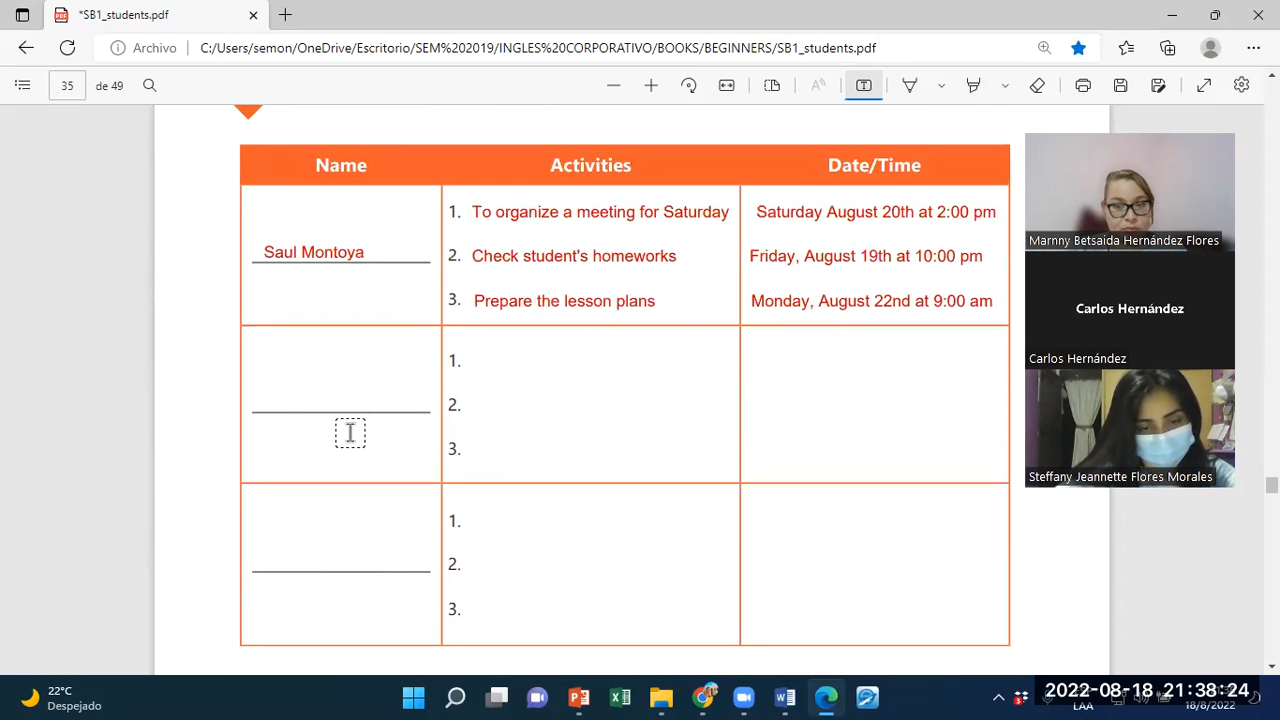 *SB1_students.pdf
Archivo
C:/Users/semon/OneDrive/Escritorio/SEM%202019/INGLES%20CORPORATIVO/BOOKS/BEGINNERS/SB1_students.pdf
35 de 49
Name Activities Date/Time
Saul Montoya
1. To organize a meeting for Saturday Saturday August 20th at 2:00 pm
2. Check student's homeworks Friday, August 19th at 10:00 pm
3. Prepare the lesson plans Monday, August 22nd at 9:00 am
1.
2.
3.
1.
2.
3.
Marnny Betsaida Hernández Flores
Carlos Hernández
Carlos Hernández
Steffany Jeannette Flores Morales
22°C
Despejado
2022-08-18 21:38:24
LAA
18/8/2022